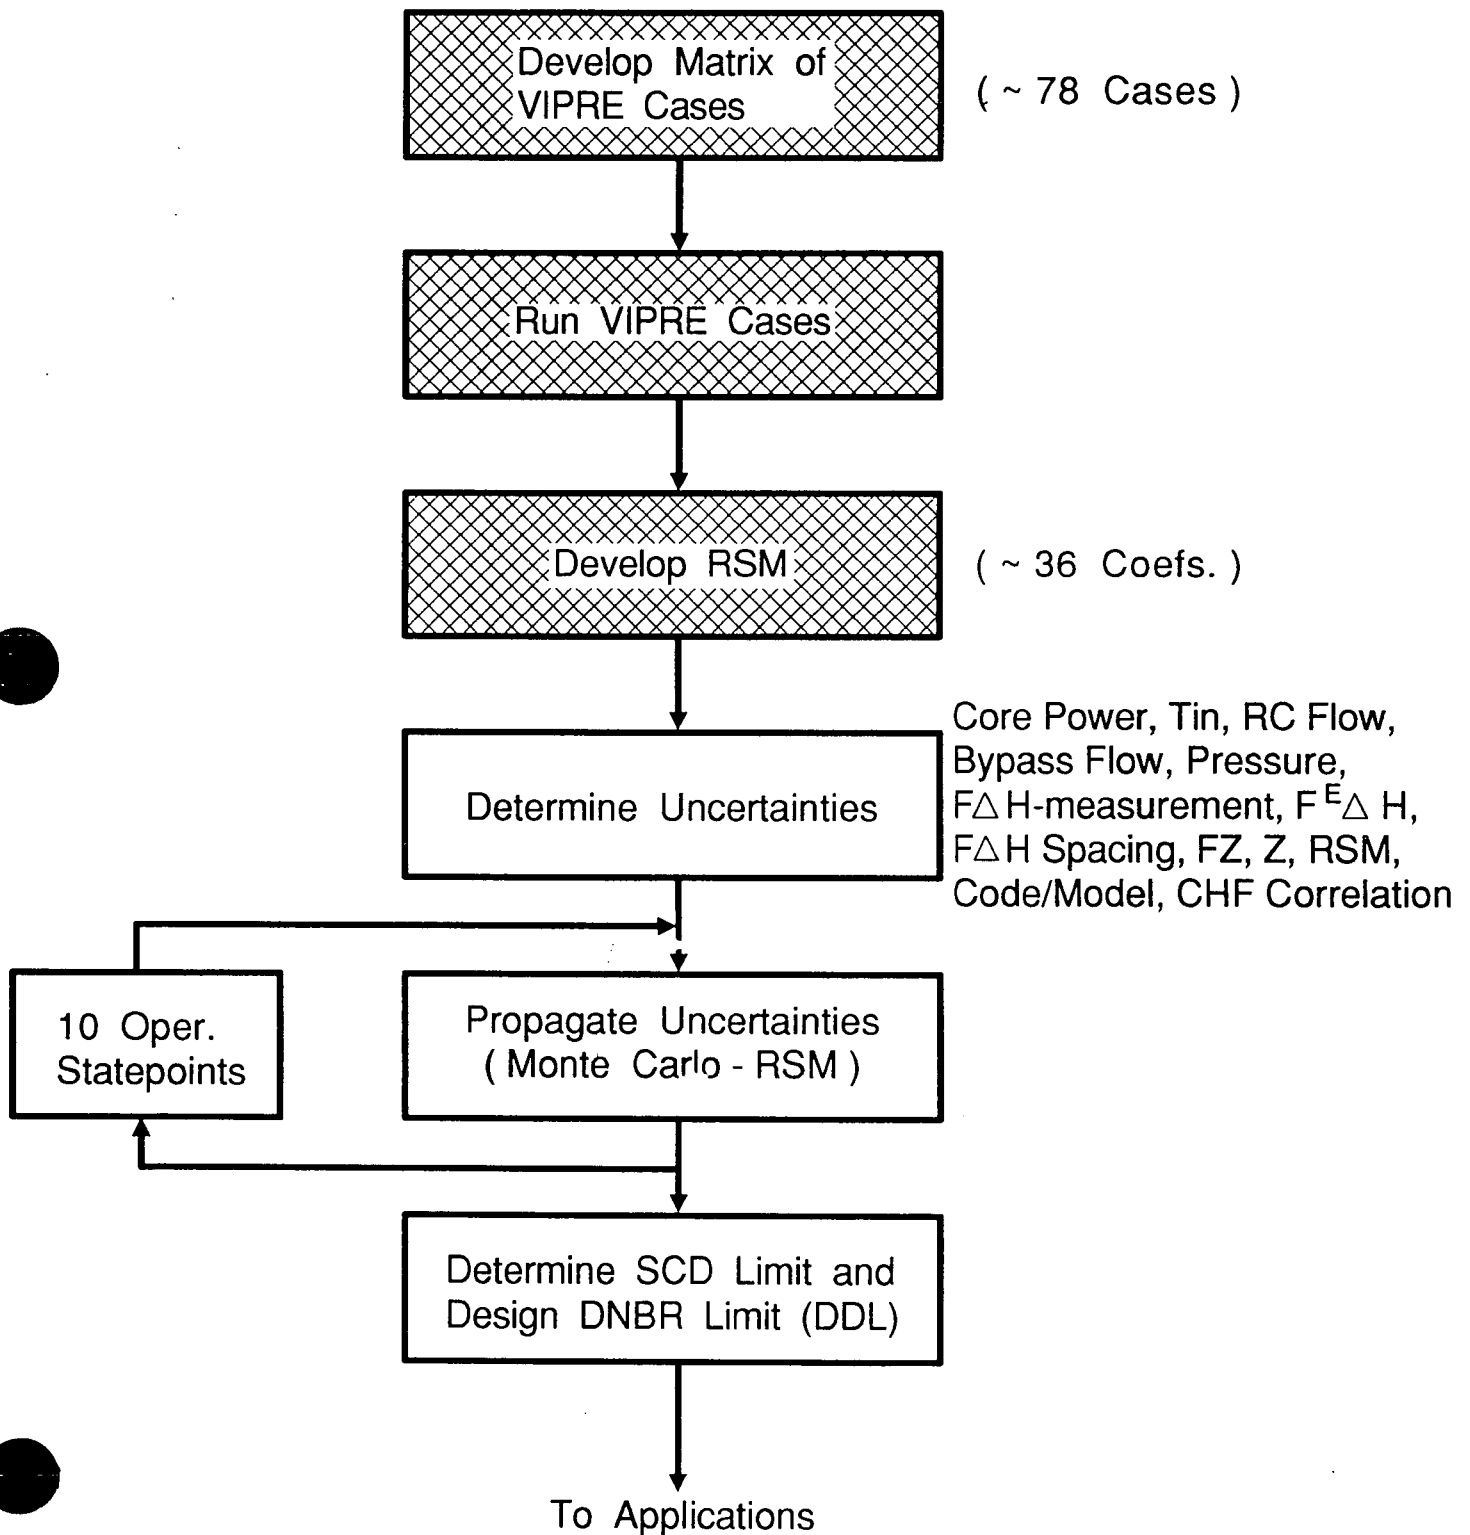 Develop Matrix of
VIPRE Cases
( ~ 78 Cases )
Run VIPRE Cases
Develop RSM
( ~ 36 Coefs. )
Determine Uncertainties
Core Power, Tin, RC Flow,
Bypass Flow, Pressure,
F△H-measurement, F^E△H,
F△H Spacing, FZ, Z, RSM,
Code/Model, CHF Correlation
10 Oper.
Statepoints
Propagate Uncertainties
( Monte Carlo - RSM )
Determine SCD Limit and
Design DNBR Limit (DDL)
To Applications